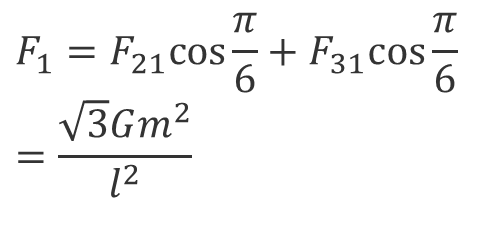 F₁ = F₂₁cos π/6 + F₃₁cos π/6
= √3Gm²/l²